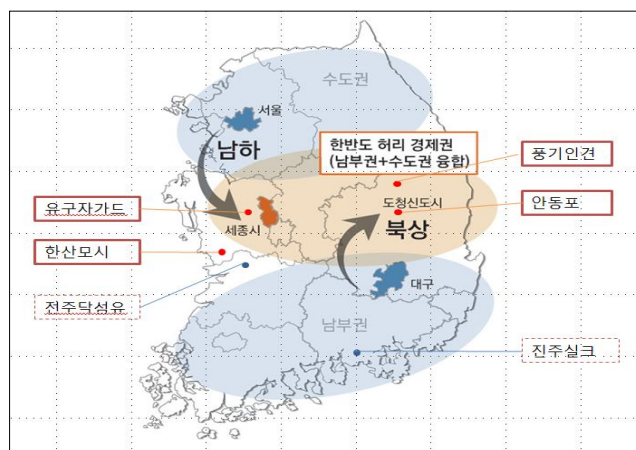 수도권
서울
한반도 허리 경제권
(남부권+수도권 융합)
남하
풍기인견
유구자가드
도청신도시
안동포
세종시
북상
한산모시
전주닥섬유
대구
남부권
진주실크